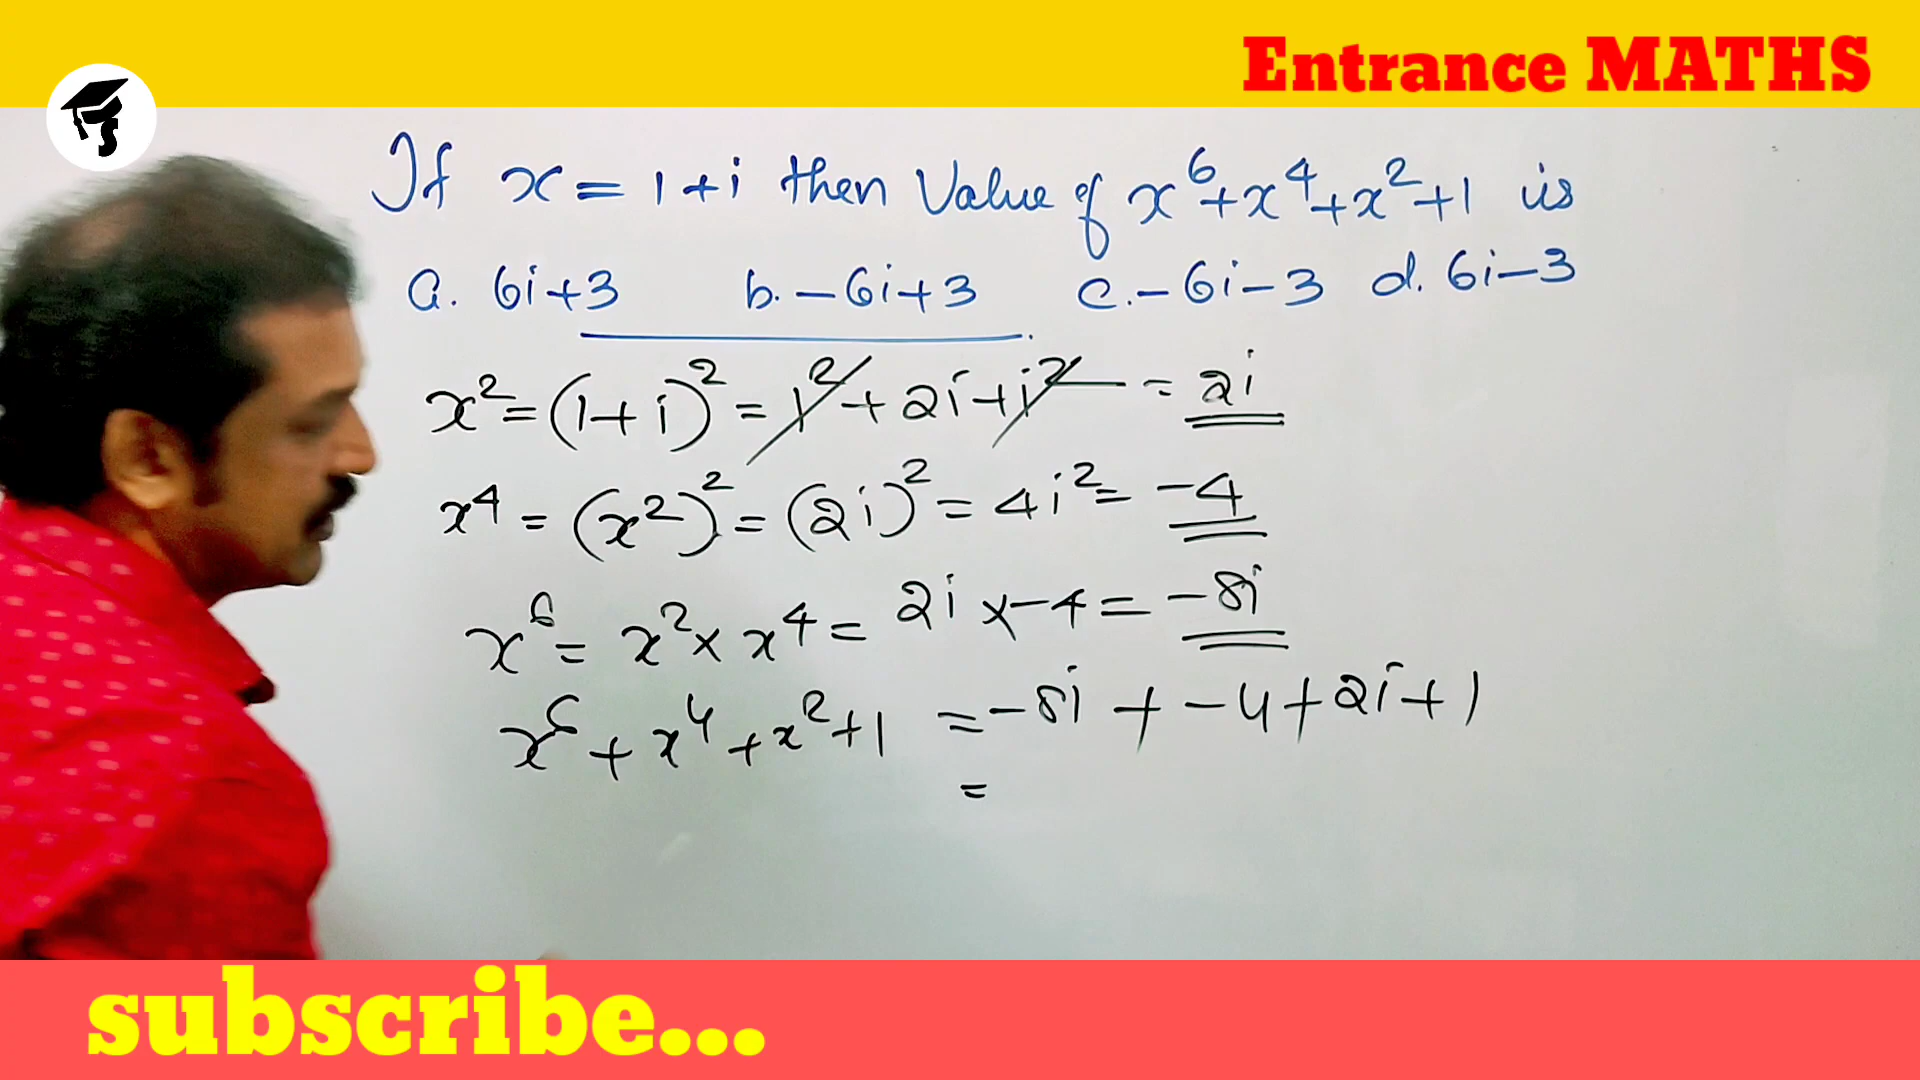 Entrance MATHS
If x = 1 + i then Value of x⁶+x⁴+x²+1 is
a. 6i+3 b. -6i+3 c. -6i-3 d. 6i-3
x² = (1+i)² = 1² + 2i + i² = 2i
x⁴ = (x²)² = (2i)² = 4i² = -4
x⁶ = x² × x⁴ = 2i × -4 = -8i
x⁶ + x⁴ + x² + 1 = -8i + -4 + 2i + 1
=
subscribe...